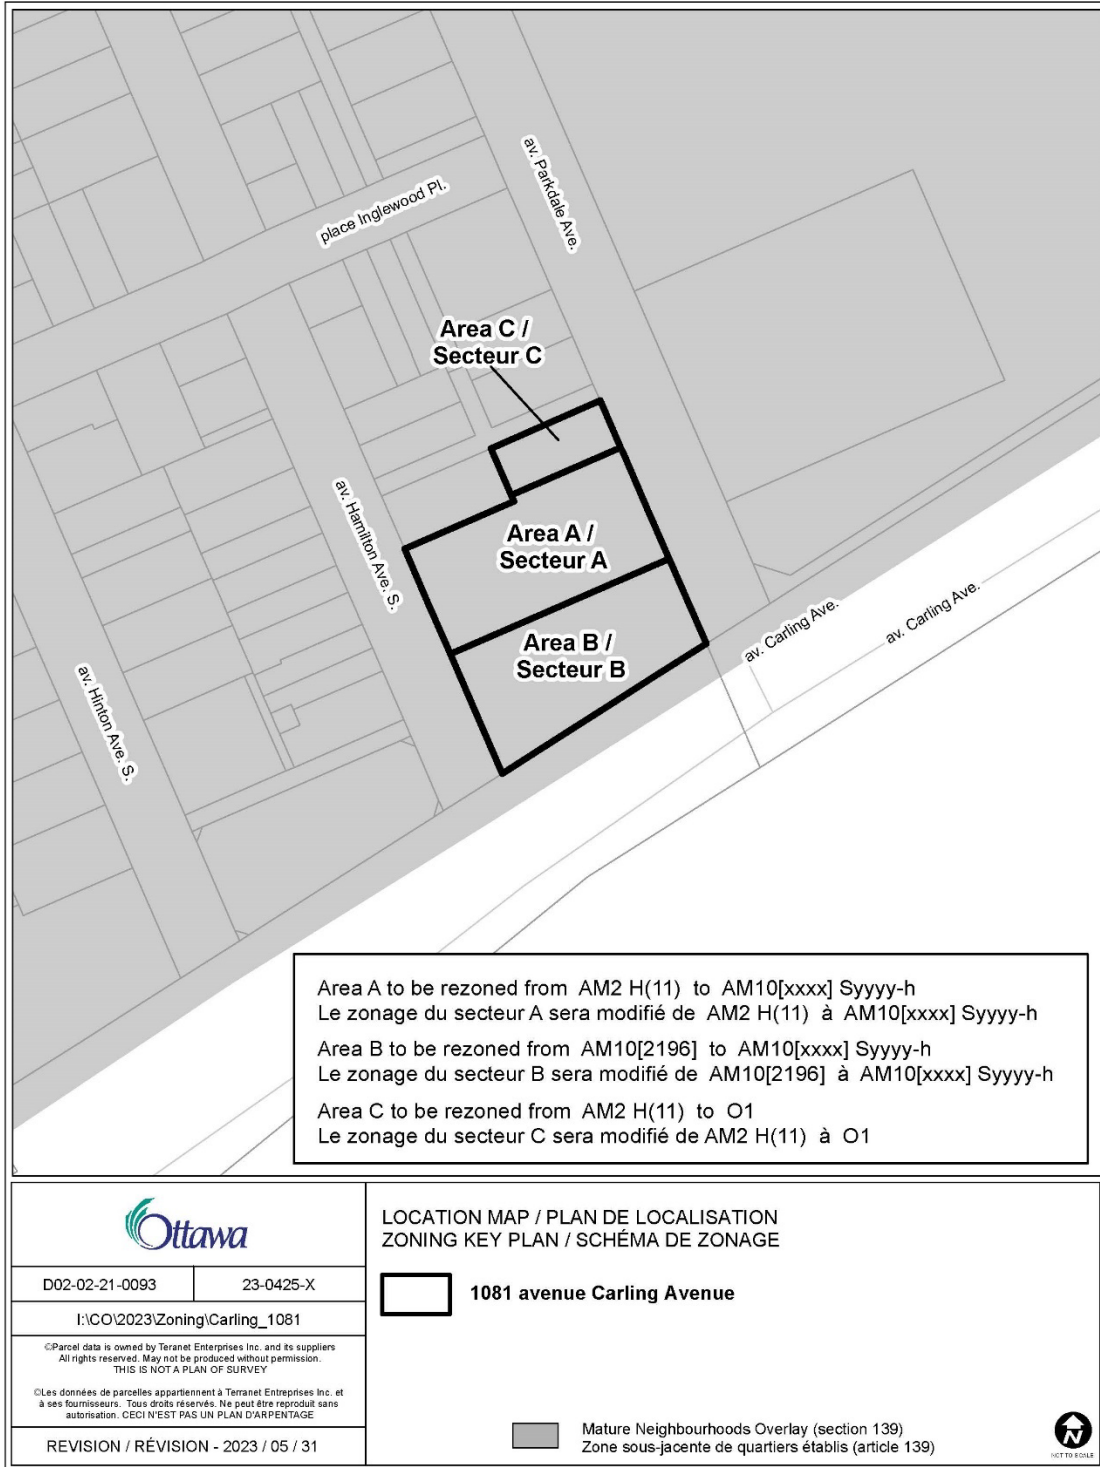 av. Parkdale Ave.
place Inglewood Pl.
Area C /
Secteur C
av. Hamilton Ave. S.
Area A /
Secteur A
Area B /
Secteur B
av. Carling Ave.
av. Carling Ave.
av. Hinton Ave. S.
Area A to be rezoned from AM2 H(11) to AM10[xxxx] Syyyy-h
Le zonage du secteur A sera modifié de AM2 H(11) à AM10[xxxx] Syyyy-h
Area B to be rezoned from AM10[2196] to AM10[xxxx] Syyyy-h
Le zonage du secteur B sera modifié de AM10[2196] à AM10[xxxx] Syyyy-h
Area C to be rezoned from AM2 H(11) to O1
Le zonage du secteur C sera modifié de AM2 H(11) à O1
Ottawa
D02-02-21-0093
23-0425-X
I:\CO\2023\Zoning\Carling_1081
©Parcel data is owned by Teranet Enterprises Inc. and its suppliers
All rights reserved. May not be produced without permission.
THIS IS NOT A PLAN OF SURVEY
©Les données de parcelles appartiennent à Terranet Entreprises Inc. et
à ses fournisseurs. Tous droits réservés. Ne peut être reproduit sans
autorisation. CECI N'EST PAS UN PLAN D'ARPENTAGE
REVISION / RÉVISION - 2023 / 05 / 31
LOCATION MAP / PLAN DE LOCALISATION
ZONING KEY PLAN / SCHÉMA DE ZONAGE
1081 avenue Carling Avenue
Mature Neighbourhoods Overlay (section 139)
Zone sous-jacente de quartiers établis (article 139)
N
NOT TO SCALE